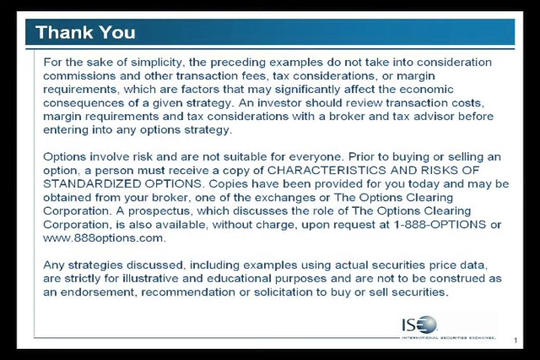 Thank You
For the sake of simplicity, the preceding examples do not take into consideration
commissions and other transaction fees, tax considerations, or margin
requirements, which are factors that may significantly affect the economic
consequences of a given strategy. An investor should review transaction costs,
margin requirements and tax considerations with a broker and tax advisor before
entering into any options strategy.
Options involve risk and are not suitable for everyone. Prior to buying or selling an
option, a person must receive a copy of CHARACTERISTICS AND RISKS OF
STANDARDIZED OPTIONS. Copies have been provided for you today and may be
obtained from your broker, one of the exchanges or The Options Clearing
Corporation. A prospectus, which discusses the role of The Options Clearing
Corporation, is also available, without charge, upon request at 1-888-OPTIONS or
www.888options.com.
Any strategies discussed, including examples using actual securities price data,
are strictly for illustrative and educational purposes and are not to be construed as
an endorsement, recommendation or solicitation to buy or sell securities.
ISE
INTERNATIONAL SECURITIES EXCHANGE.
1